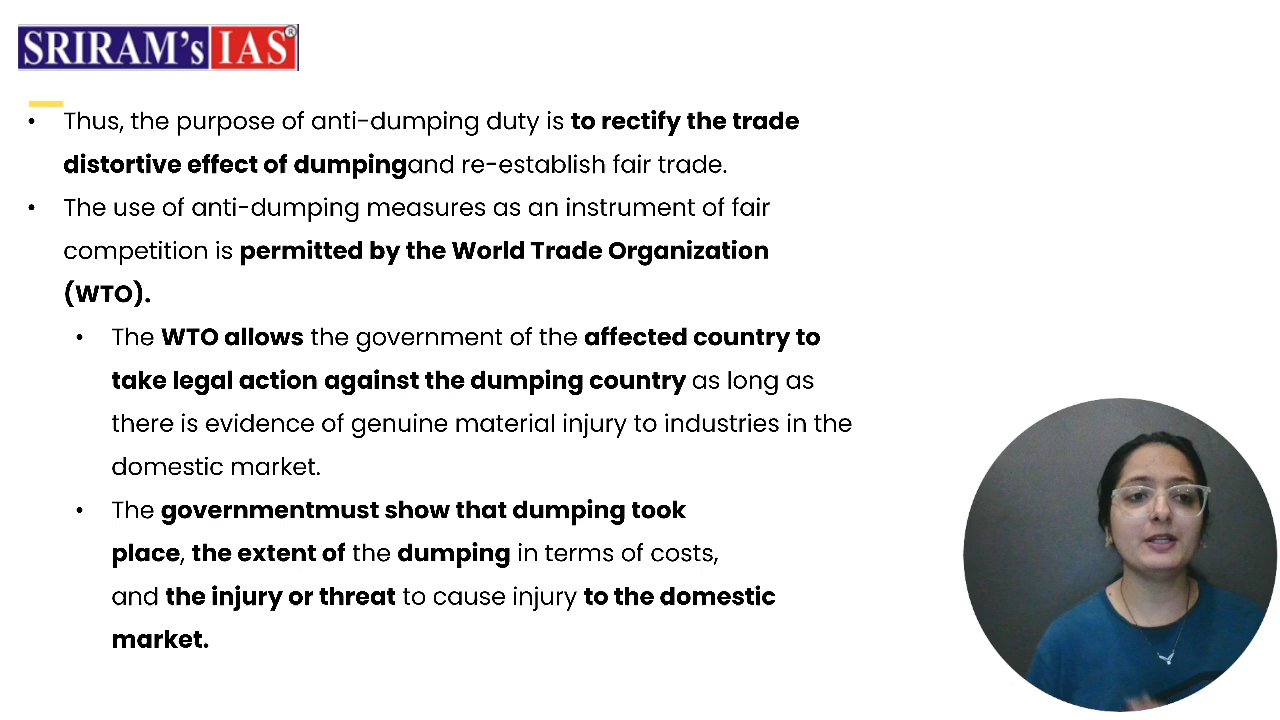 SRIRAM's IAS®
• Thus, the purpose of anti-dumping duty is to rectify the trade
distortive effect of dumpingand re-establish fair trade.
• The use of anti-dumping measures as an instrument of fair
competition is permitted by the World Trade Organization
(WTO).
• The WTO allows the government of the affected country to
take legal action against the dumping country as long as
there is evidence of genuine material injury to industries in the
domestic market.
• The governmentmust show that dumping took
place, the extent of the dumping in terms of costs,
and the injury or threat to cause injury to the domestic
market.